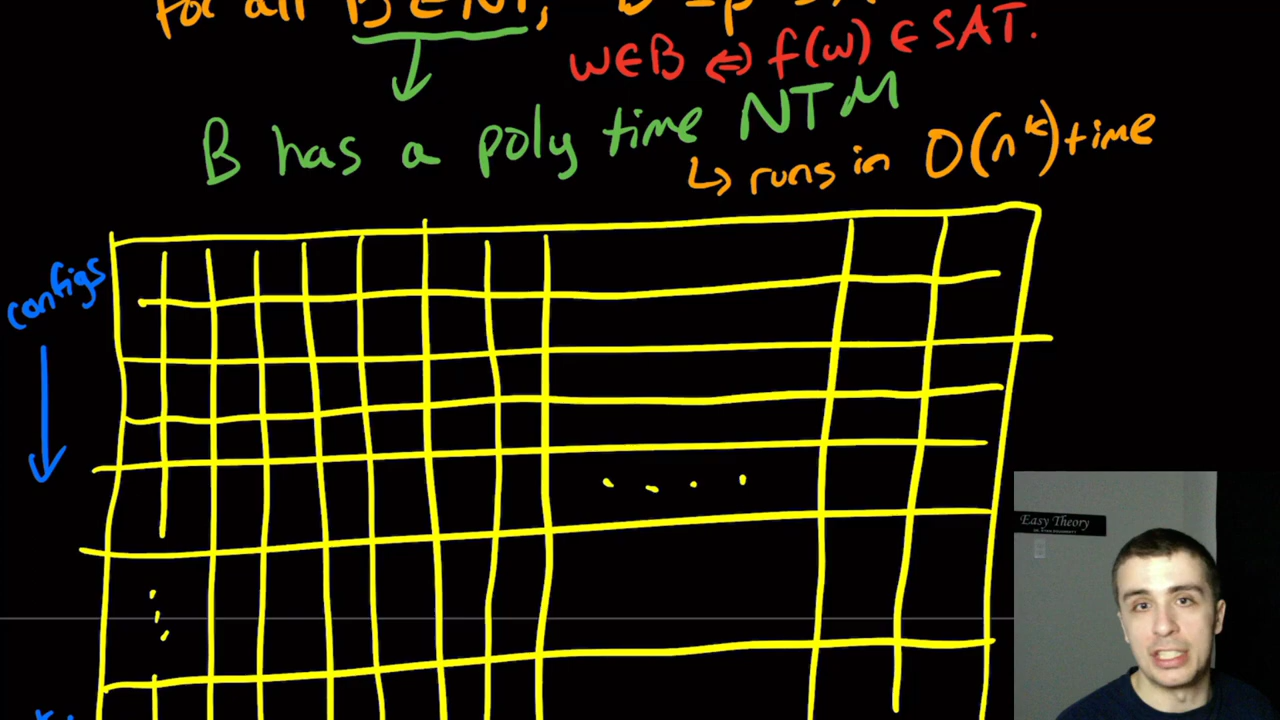 for all B ∈ NP,
w∈B ⇔ f(w) ∈ SAT.
B has a poly time NTM
↳ runs in O(n^k) time
configs
Easy Theory